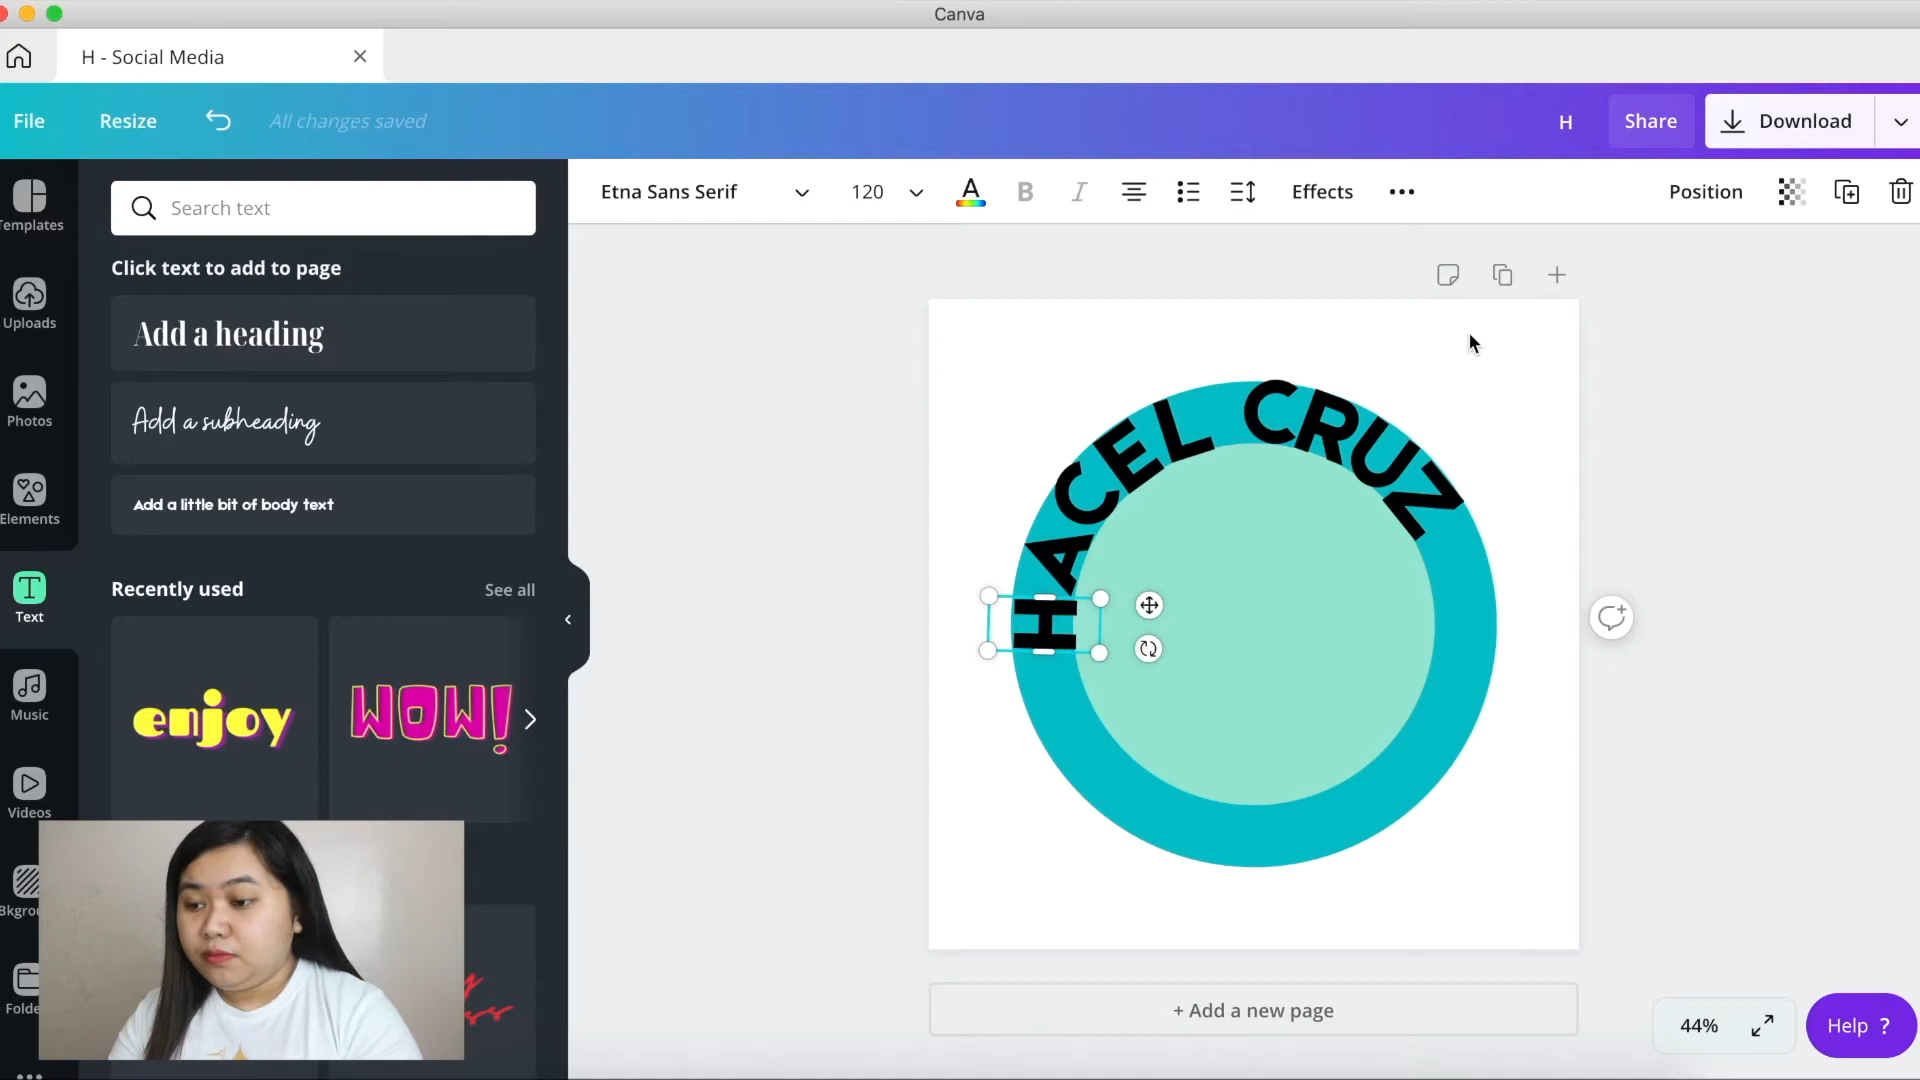 Canva
H - Social Media
File
Resize
All changes saved
H
Share
Download
Templates
Uploads
Photos
Elements
Text
Music
Videos
Search text
Click text to add to page
Add a heading
Add a subheading
Add a little bit of body text
Recently used
See all
enjoy
WOW!
Etna Sans Serif
120
A
B
I
Effects
Position
HACEL CRUZ
+ Add a new page
44%
Help ?